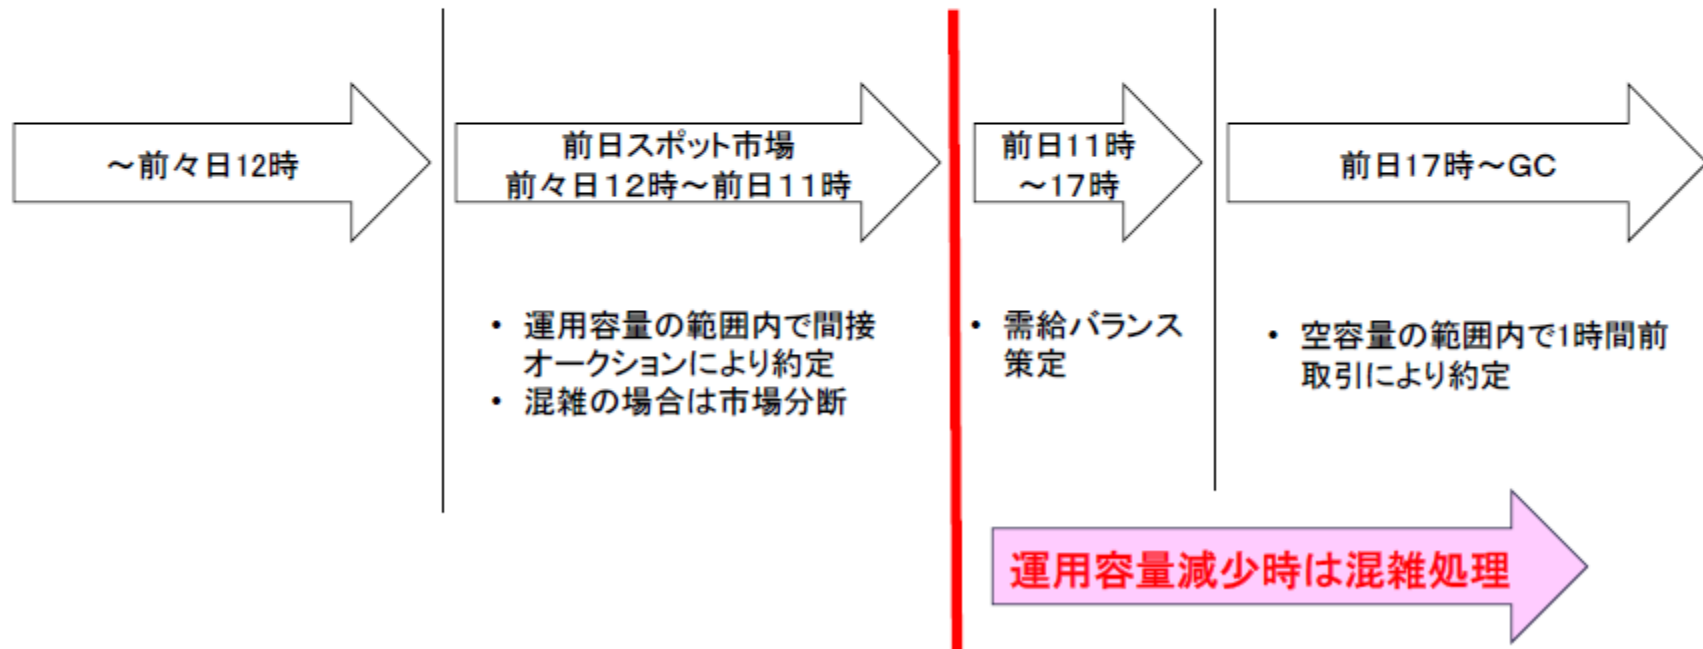 ～前々日12時
前日スポット市場
前々日１２時～前日１１時
前日１１時
～１７時
前日17時～GC
• 運用容量の範囲内で間接
オークションにより約定
• 混雑の場合は市場分断
• 需給バランス
策定
• 空容量の範囲内で1時間前
取引により約定
運用容量減少時は混雑処理